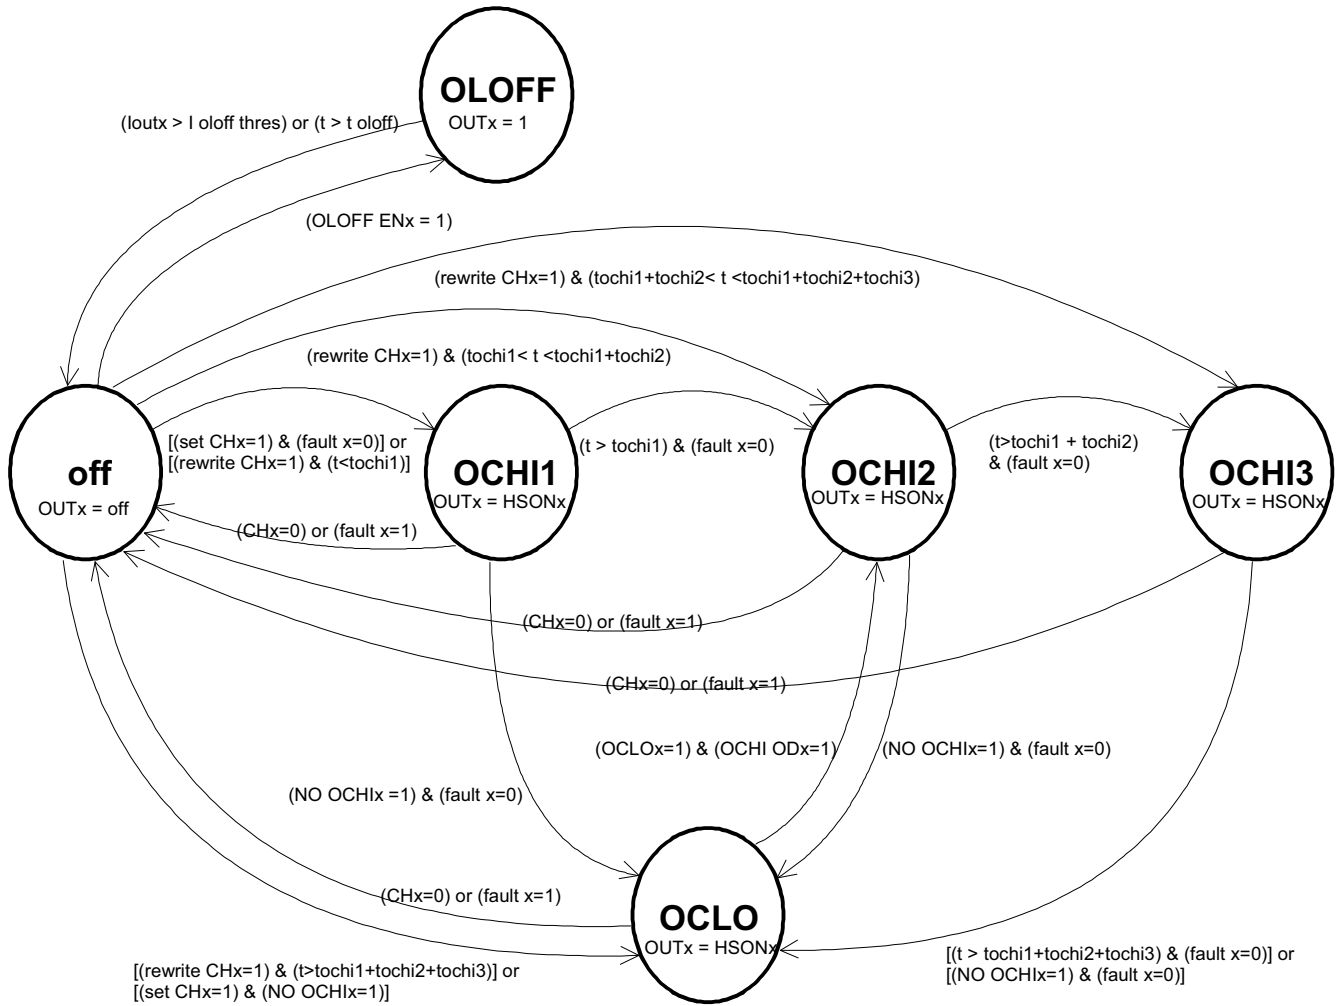 OLOFF
OUTx = 1
(Ioutx > I oloff thres) or (t > t oloff)
(OLOFF ENx = 1)
(rewrite CHx=1) & (tochi1+tochi2< t <tochi1+tochi2+tochi3)
(rewrite CHx=1) & (tochi1< t <tochi1+tochi2)
[(set CHx=1) & (fault x=0)] or
[(rewrite CHx=1) & (t<tochi1)]
(t > tochi1) & (fault x=0)
(t>tochi1 + tochi2)
& (fault x=0)
off
OUTx = off
OCHI1
OUTx = HSONx
OCHI2
OUTx = HSONx
OCHI3
OUTx = HSONx
(CHx=0) or (fault x=1)
(CHx=0) or (fault x=1)
(CHx=0) or (fault x=1)
(OCLOx=1) & (OCHI ODx=1)
(NO OCHIx=1) & (fault x=0)
(NO OCHIx =1) & (fault x=0)
(CHx=0) or (fault x=1)
OCLO
OUTx = HSONx
[(rewrite CHx=1) & (t>tochi1+tochi2+tochi3)] or
[(set CHx=1) & (NO OCHIx=1)]
[(t > tochi1+tochi2+tochi3) & (fault x=0)] or
[(NO OCHIx=1) & (fault x=0)]